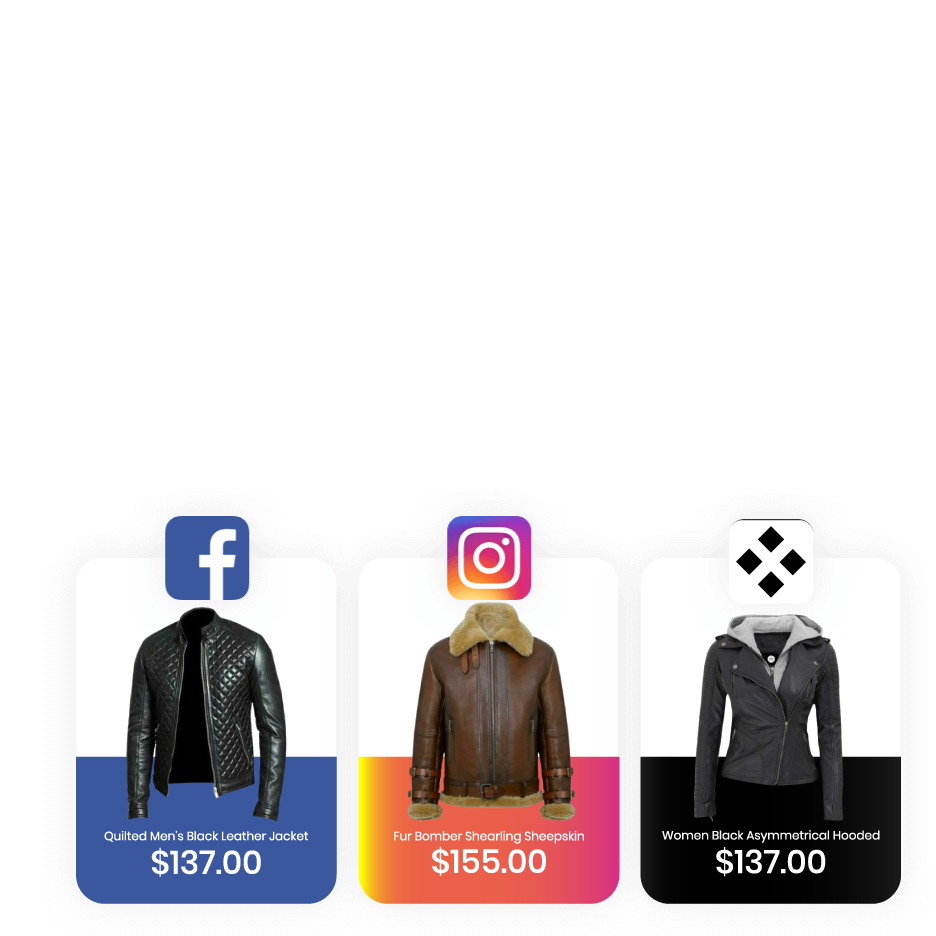 Quilted Men's Black Leather Jacket
$137.00
Fur Bomber Shearling Sheepskin
$155.00
Women Black Asymmetrical Hooded
$137.00